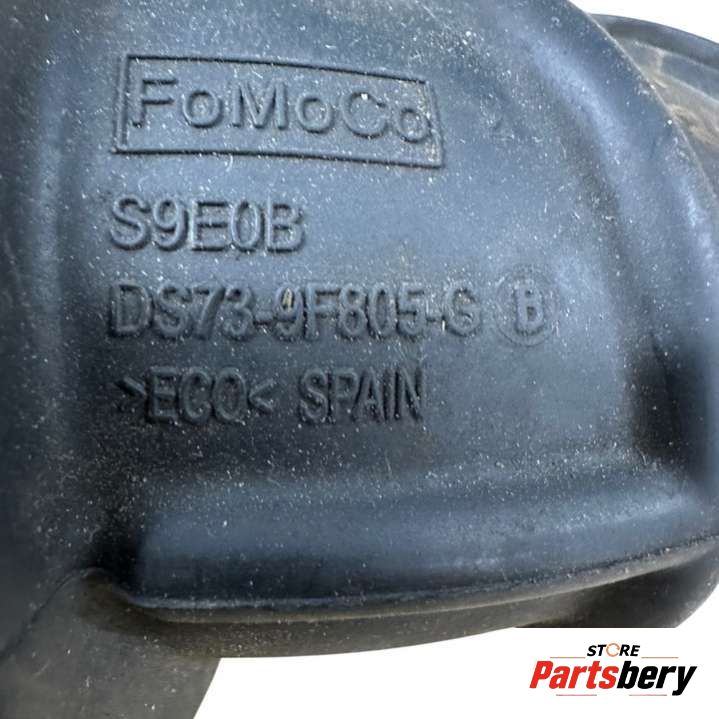 FoMoCo
S9E0B
DS73-9F805-G B
>ECO< SPAIN
STORE
Partsbery